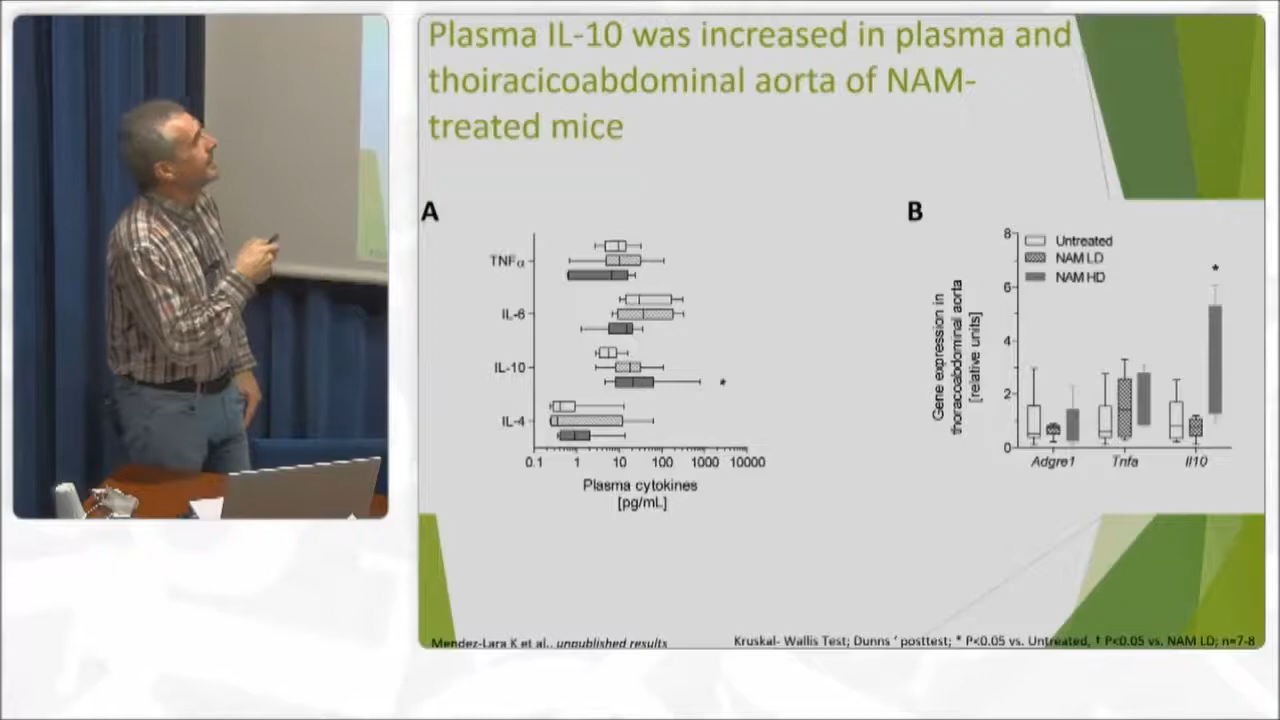 Plasma IL-10 was increased in plasma and
thoiracicoabdominal aorta of NAM-
treated mice
A
TNFα
IL-6
IL-10
*
IL-4
0.1 1 10 100 1000 10000
Plasma cytokines
[pg/mL]
B
8
6
4
2
0
Untreated
NAM LD
NAM HD
*
Gene expression in
thoracoabdominal aorta
[relative units]
Adgre1 Tnfa Il10
Mendez-Lara K et al., unpublished results
Kruskal- Wallis Test; Dunns ‘ posttest; * P<0.05 vs. Untreated, † P<0.05 vs. NAM LD; n=7-8